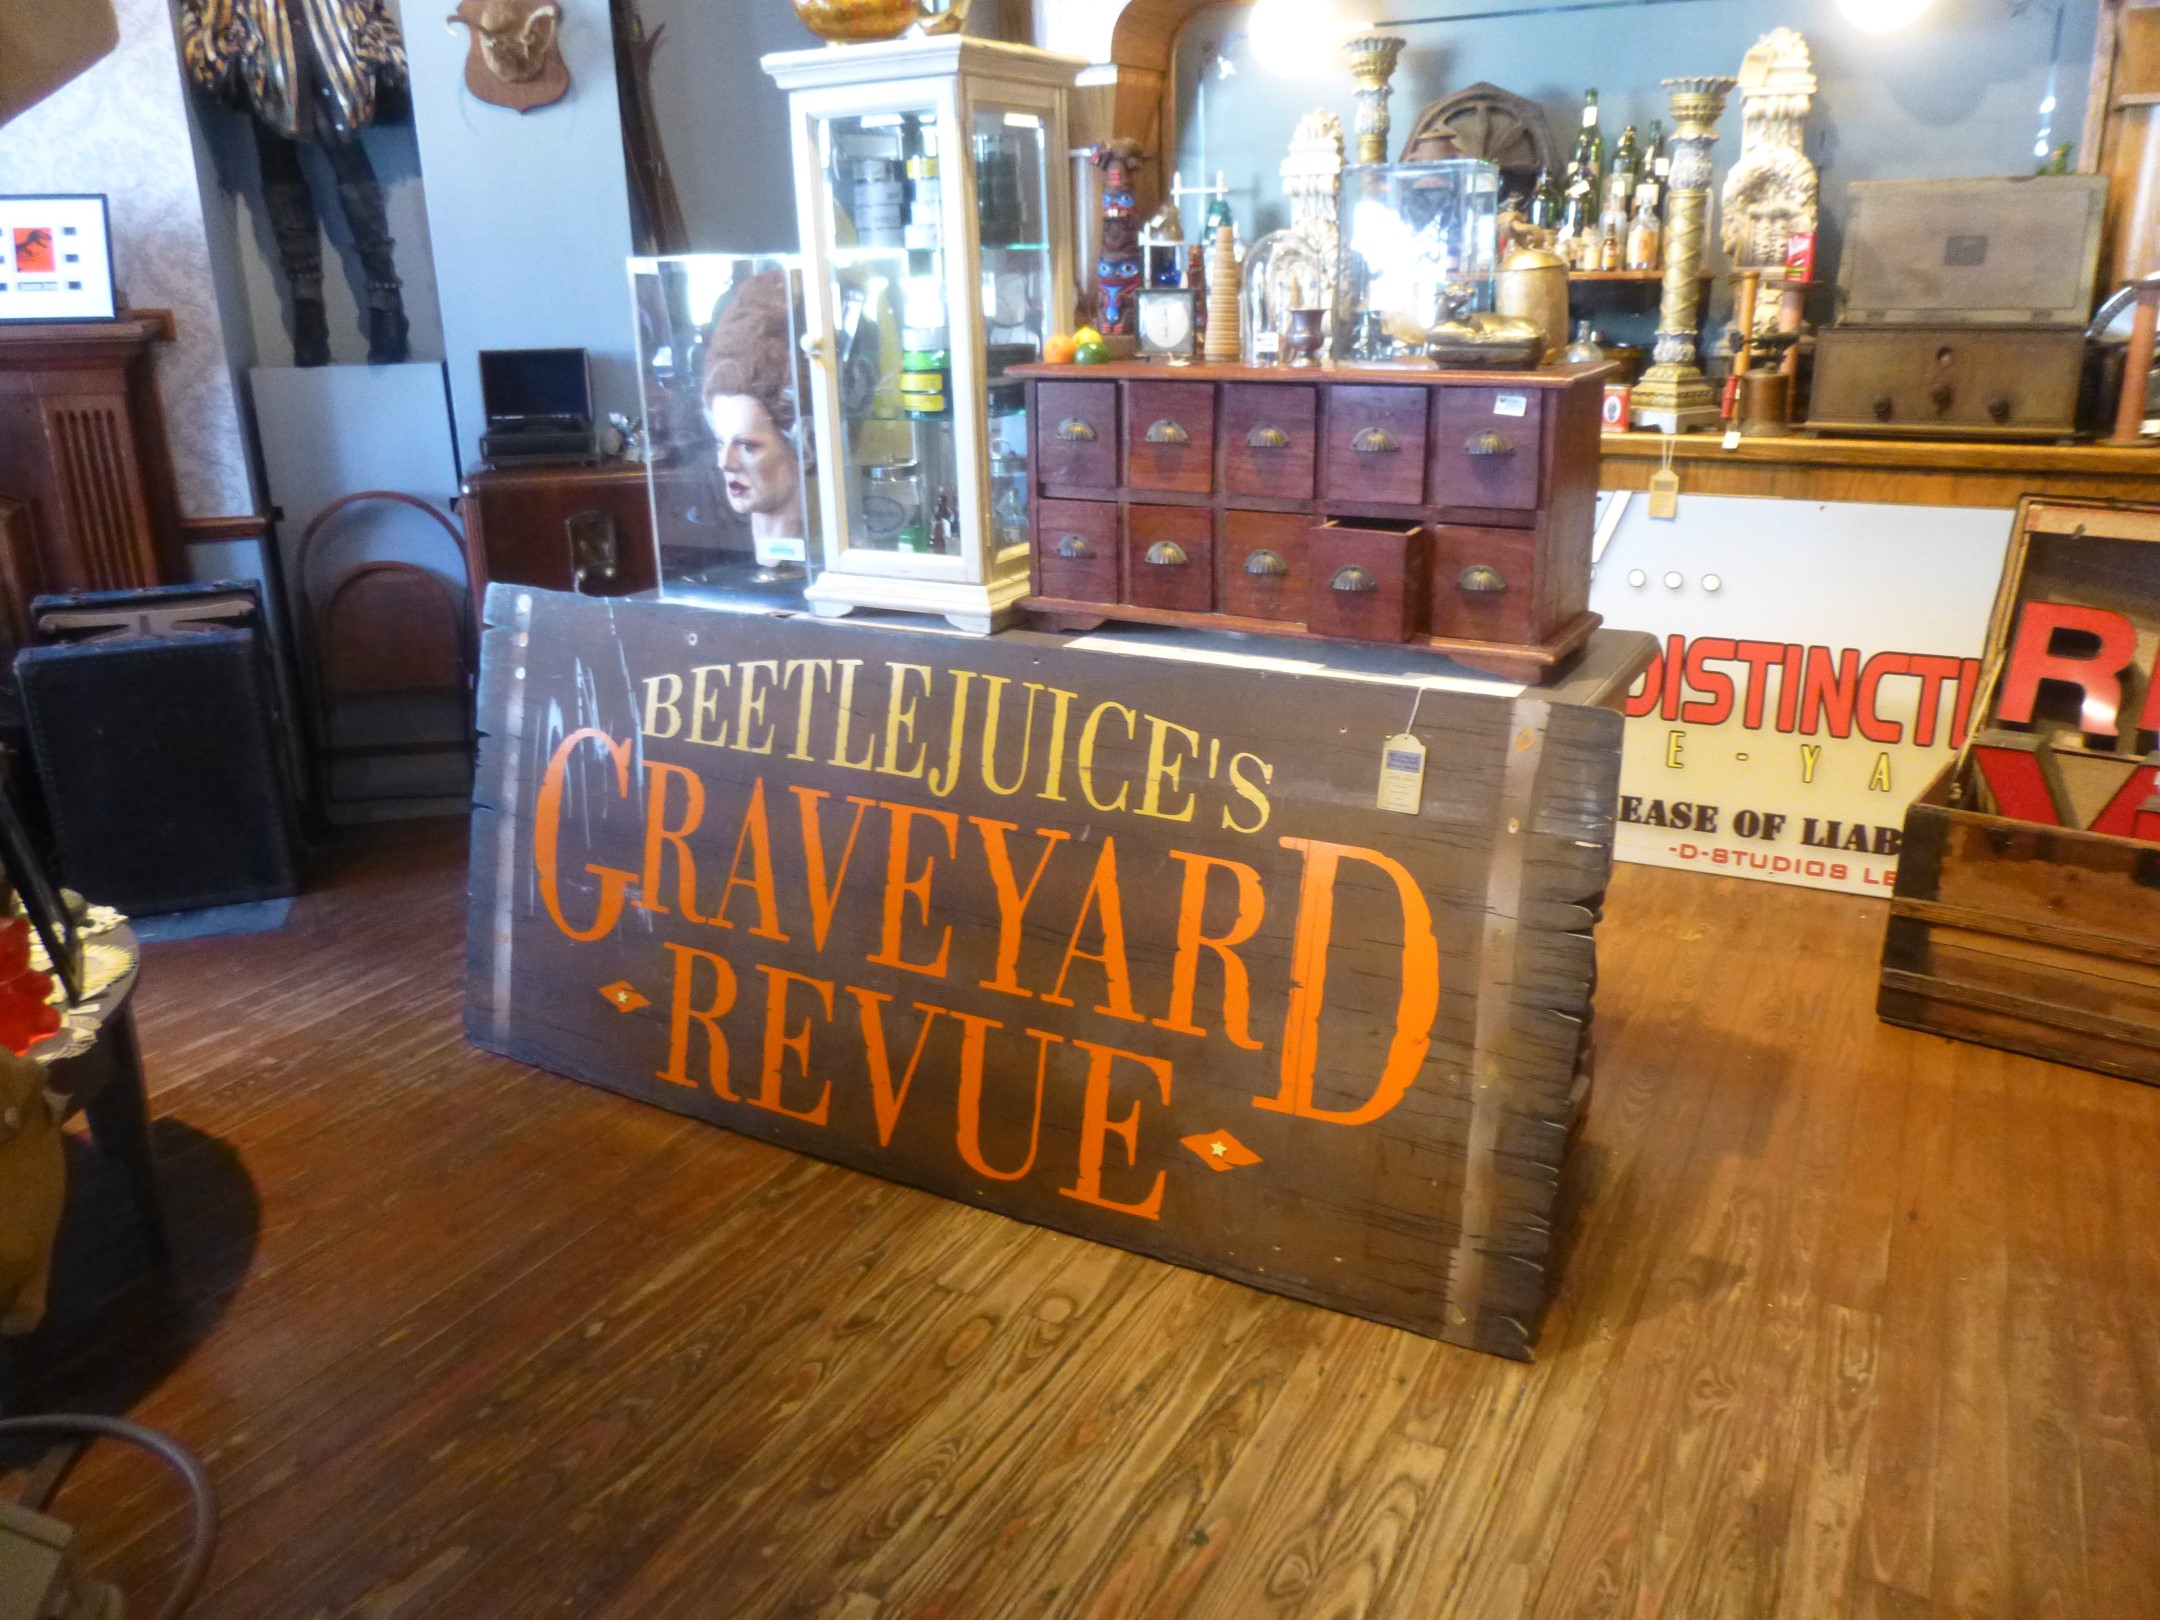 BEETLEJUICE'S
GRAVEYARD
REVUE
DISTINCTI
E - Y A
EASE OF LIAB
-D-STUDIOS LE
R